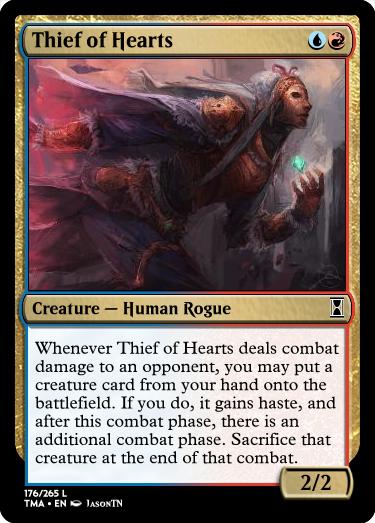 Thief of Hearts
Creature — Human Rogue
Whenever Thief of Hearts deals combat
damage to an opponent, you may put a
creature card from your hand onto the
battlefield. If you do, it gains haste, and
after this combat phase, there is an
additional combat phase. Sacrifice that
creature at the end of that combat.
2/2
176/265 L
TMA • EN JASONTN